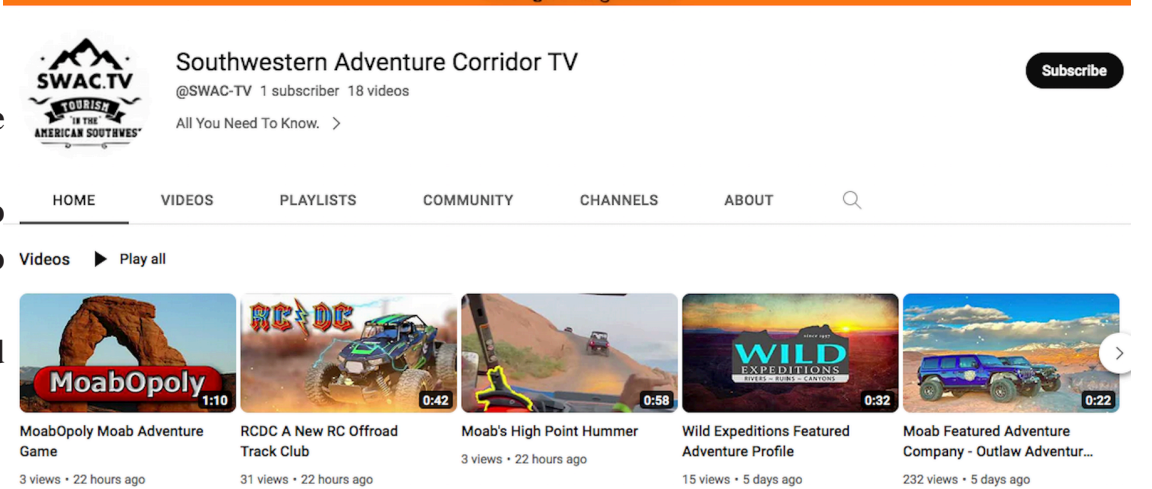 SWAC.TV
TOURISM
IN THE
AMERICAN SOUTHWES
Southwestern Adventure Corridor TV
@SWAC-TV 1 subscriber 18 videos
All You Need To Know. >
Subscribe
HOME VIDEOS PLAYLISTS COMMUNITY CHANNELS ABOUT
Videos Play all
MoabOpoly
1:10
RC DC
0:42
0:58
since 1957
WILD
EXPEDITIONS
RIVERS – RUINS – CANYONS
0:32
0:22
MoabOpoly Moab Adventure
Game
3 views • 22 hours ago
RCDC A New RC Offroad
Track Club
31 views • 22 hours ago
Moab's High Point Hummer
3 views • 22 hours ago
Wild Expeditions Featured
Adventure Profile
15 views • 5 days ago
Moab Featured Adventure
Company - Outlaw Adventur...
232 views • 5 days ago